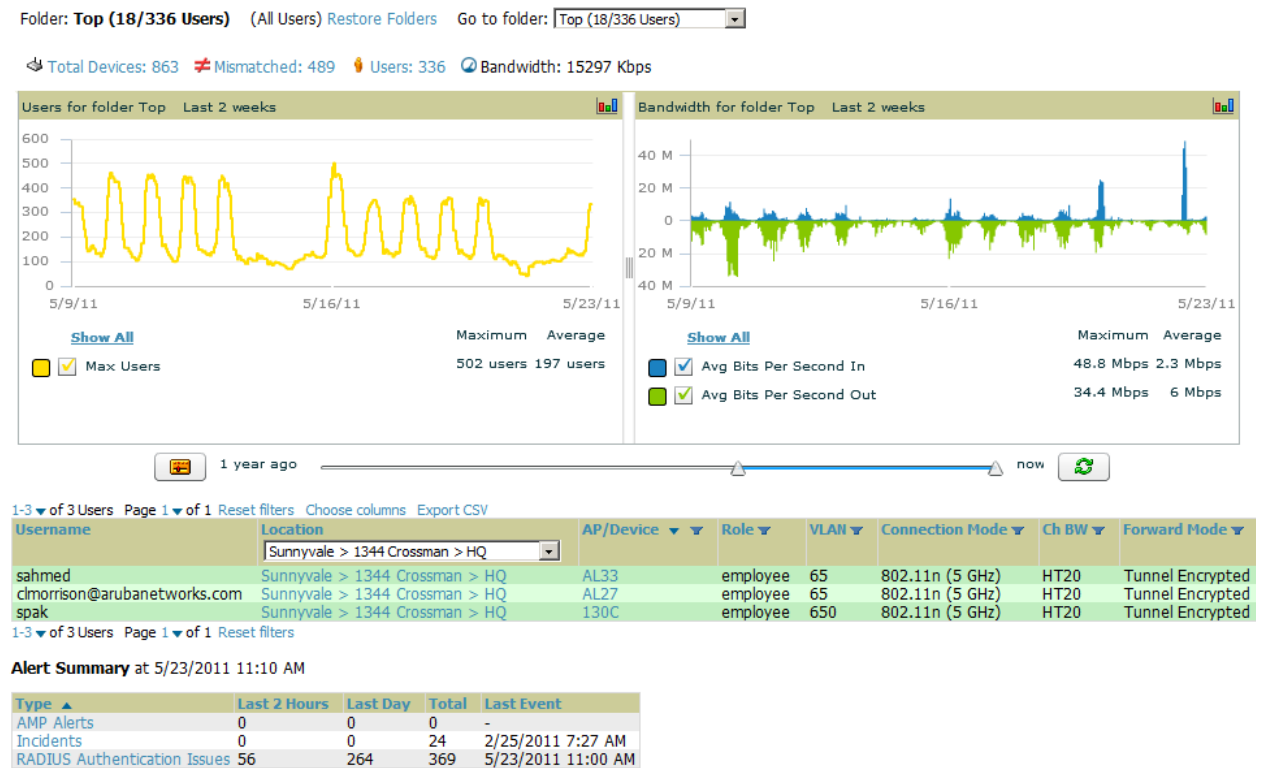 Folder: Top (18/336 Users) (All Users) Restore Folders Go to folder: Top (18/336 Users)
Total Devices: 863 Mismatched: 489 Users: 336 Bandwidth: 15297 Kbps
Users for folder Top Last 2 weeks
600
500
400
300
200
100
0
5/9/11 5/16/11 5/23/11
Show All Maximum Average
Max Users 502 users 197 users
Bandwidth for folder Top Last 2 weeks
40 M
20 M
0
20 M
40 M
5/9/11 5/16/11 5/23/11
Show All Maximum Average
Avg Bits Per Second In 48.8 Mbps 2.3 Mbps
Avg Bits Per Second Out 34.4 Mbps 6 Mbps
1 year ago now
1-3 of 3 Users Page 1 of 1 Reset filters Choose columns Export CSV
Username Location AP/Device Role VLAN Connection Mode Ch BW Forward Mode
Sunnyvale > 1344 Crossman > HQ
sahmed Sunnyvale > 1344 Crossman > HQ AL33 employee 65 802.11n (5 GHz) HT20 Tunnel Encrypted
clmorrison@arubanetworks.com Sunnyvale > 1344 Crossman > HQ AL27 employee 65 802.11n (5 GHz) HT20 Tunnel Encrypted
spak Sunnyvale > 1344 Crossman > HQ 130C employee 650 802.11n (5 GHz) HT20 Tunnel Encrypted
1-3 of 3 Users Page 1 of 1 Reset filters
Alert Summary at 5/23/2011 11:10 AM
Type Last 2 Hours Last Day Total Last Event
AMP Alerts 0 0 0 -
Incidents 0 0 24 2/25/2011 7:27 AM
RADIUS Authentication Issues 56 264 369 5/23/2011 11:00 AM